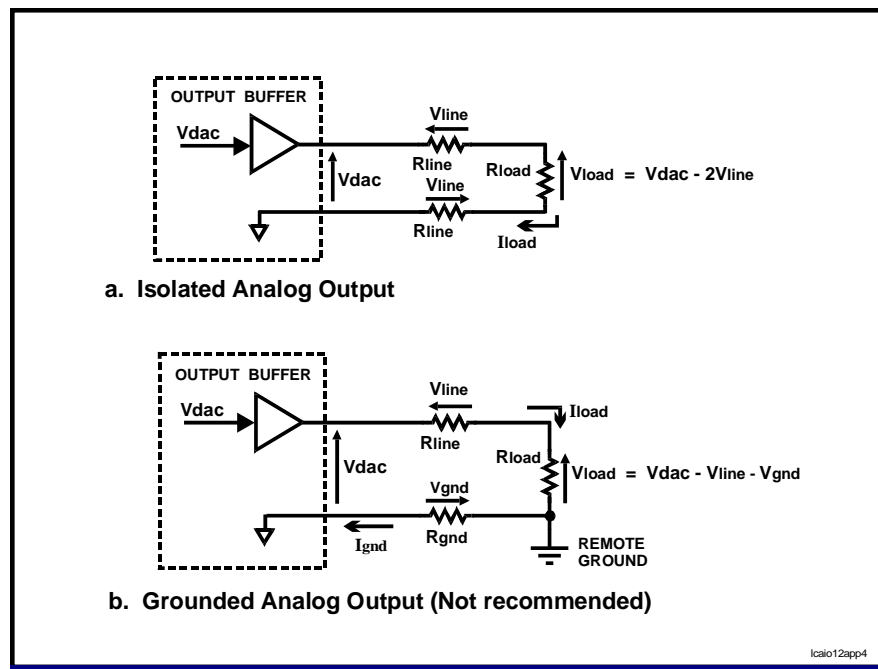 OUTPUT BUFFER
Vdac
Vline
Rline
Vdac
Rload
Vload = Vdac - 2Vline
Vline
Rline
Iload
a. Isolated Analog Output
OUTPUT BUFFER
Vdac
Vline
Iload
Rline
Vdac
Rload
Vload = Vdac - Vline - Vgnd
Vgnd
Ignd
Rgnd
REMOTE
GROUND
b. Grounded Analog Output (Not recommended)
lcaio12app4